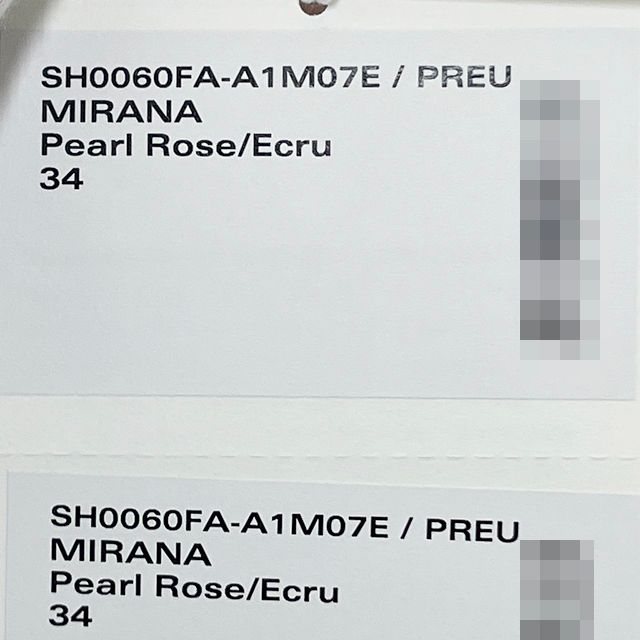 SH0060FA-A1M07E / PREU
MIRANA
Pearl Rose/Ecru
34
SH0060FA-A1M07E / PREU
MIRANA
Pearl Rose/Ecru
34